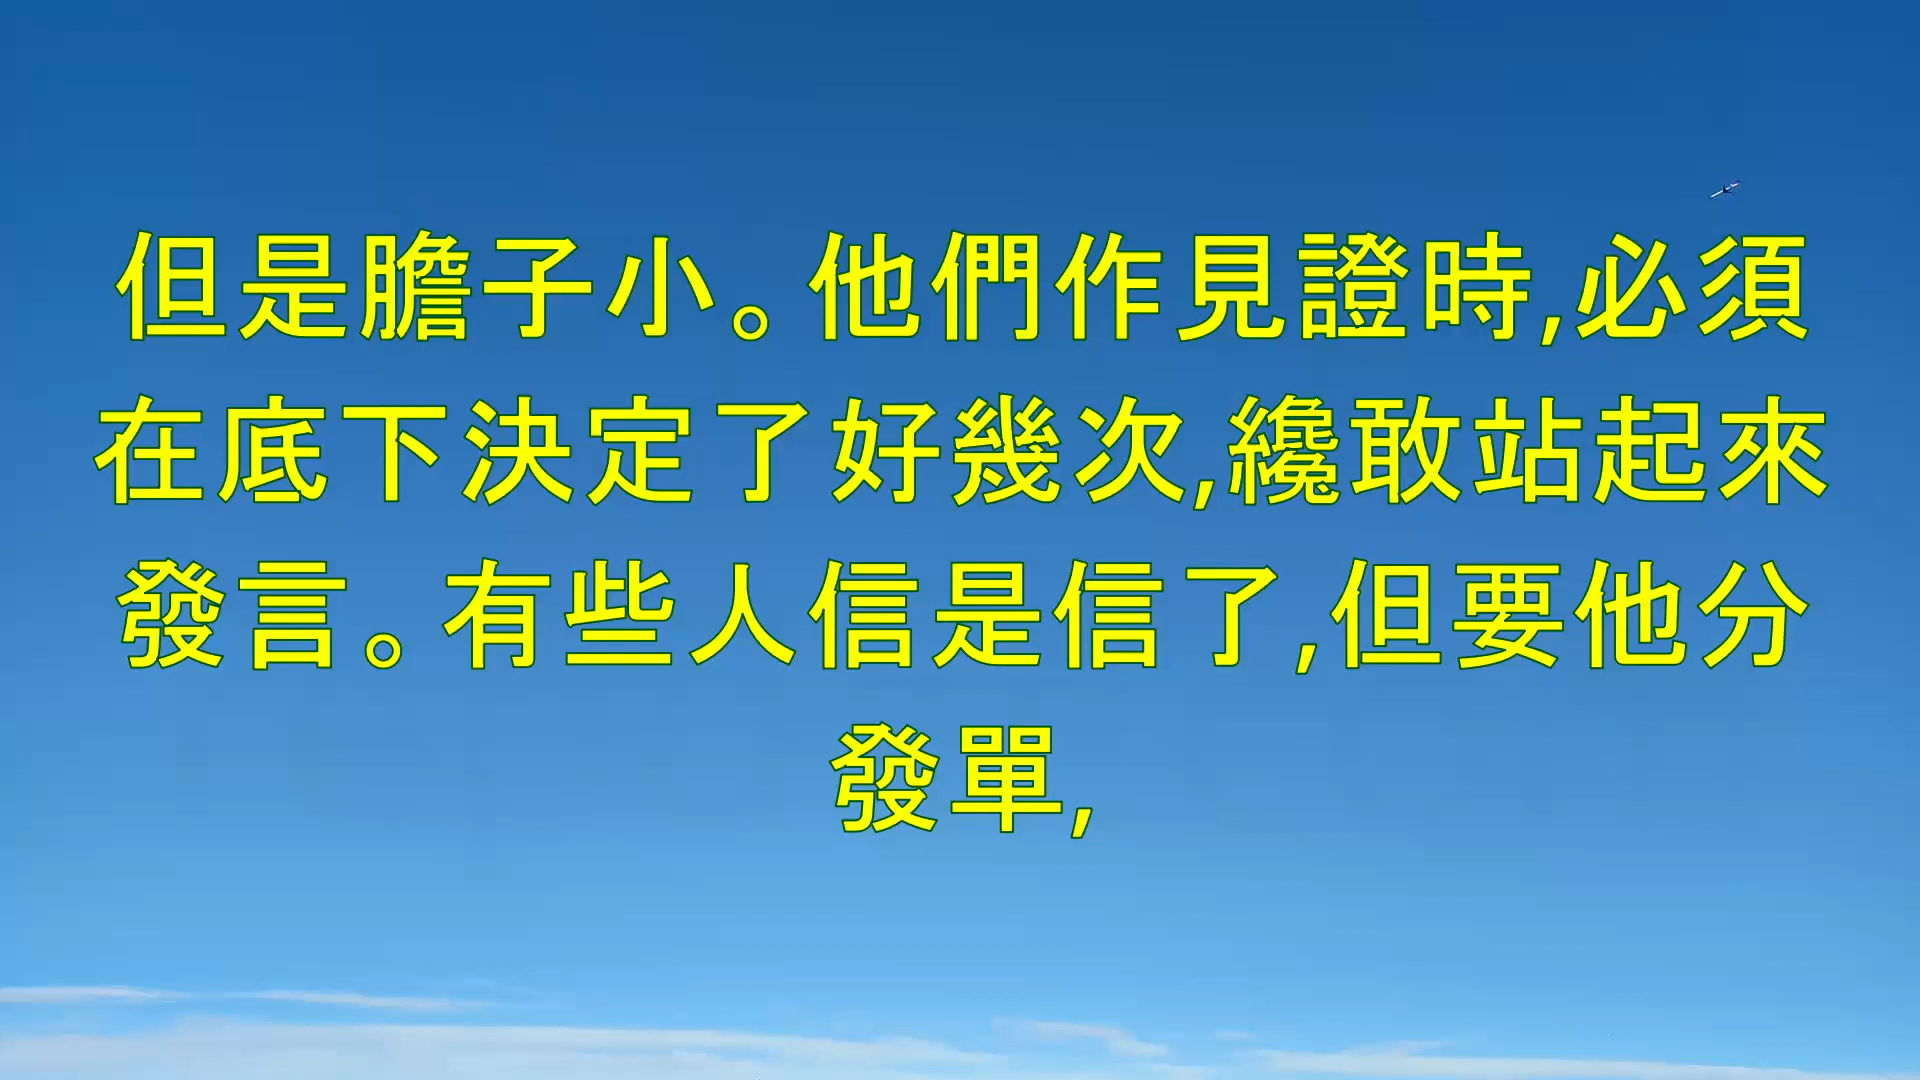 但是膽子小。他們作見證時,必須
在底下決定了好幾次,纔敢站起來
發言。有些人信是信了,但要他分
發單,